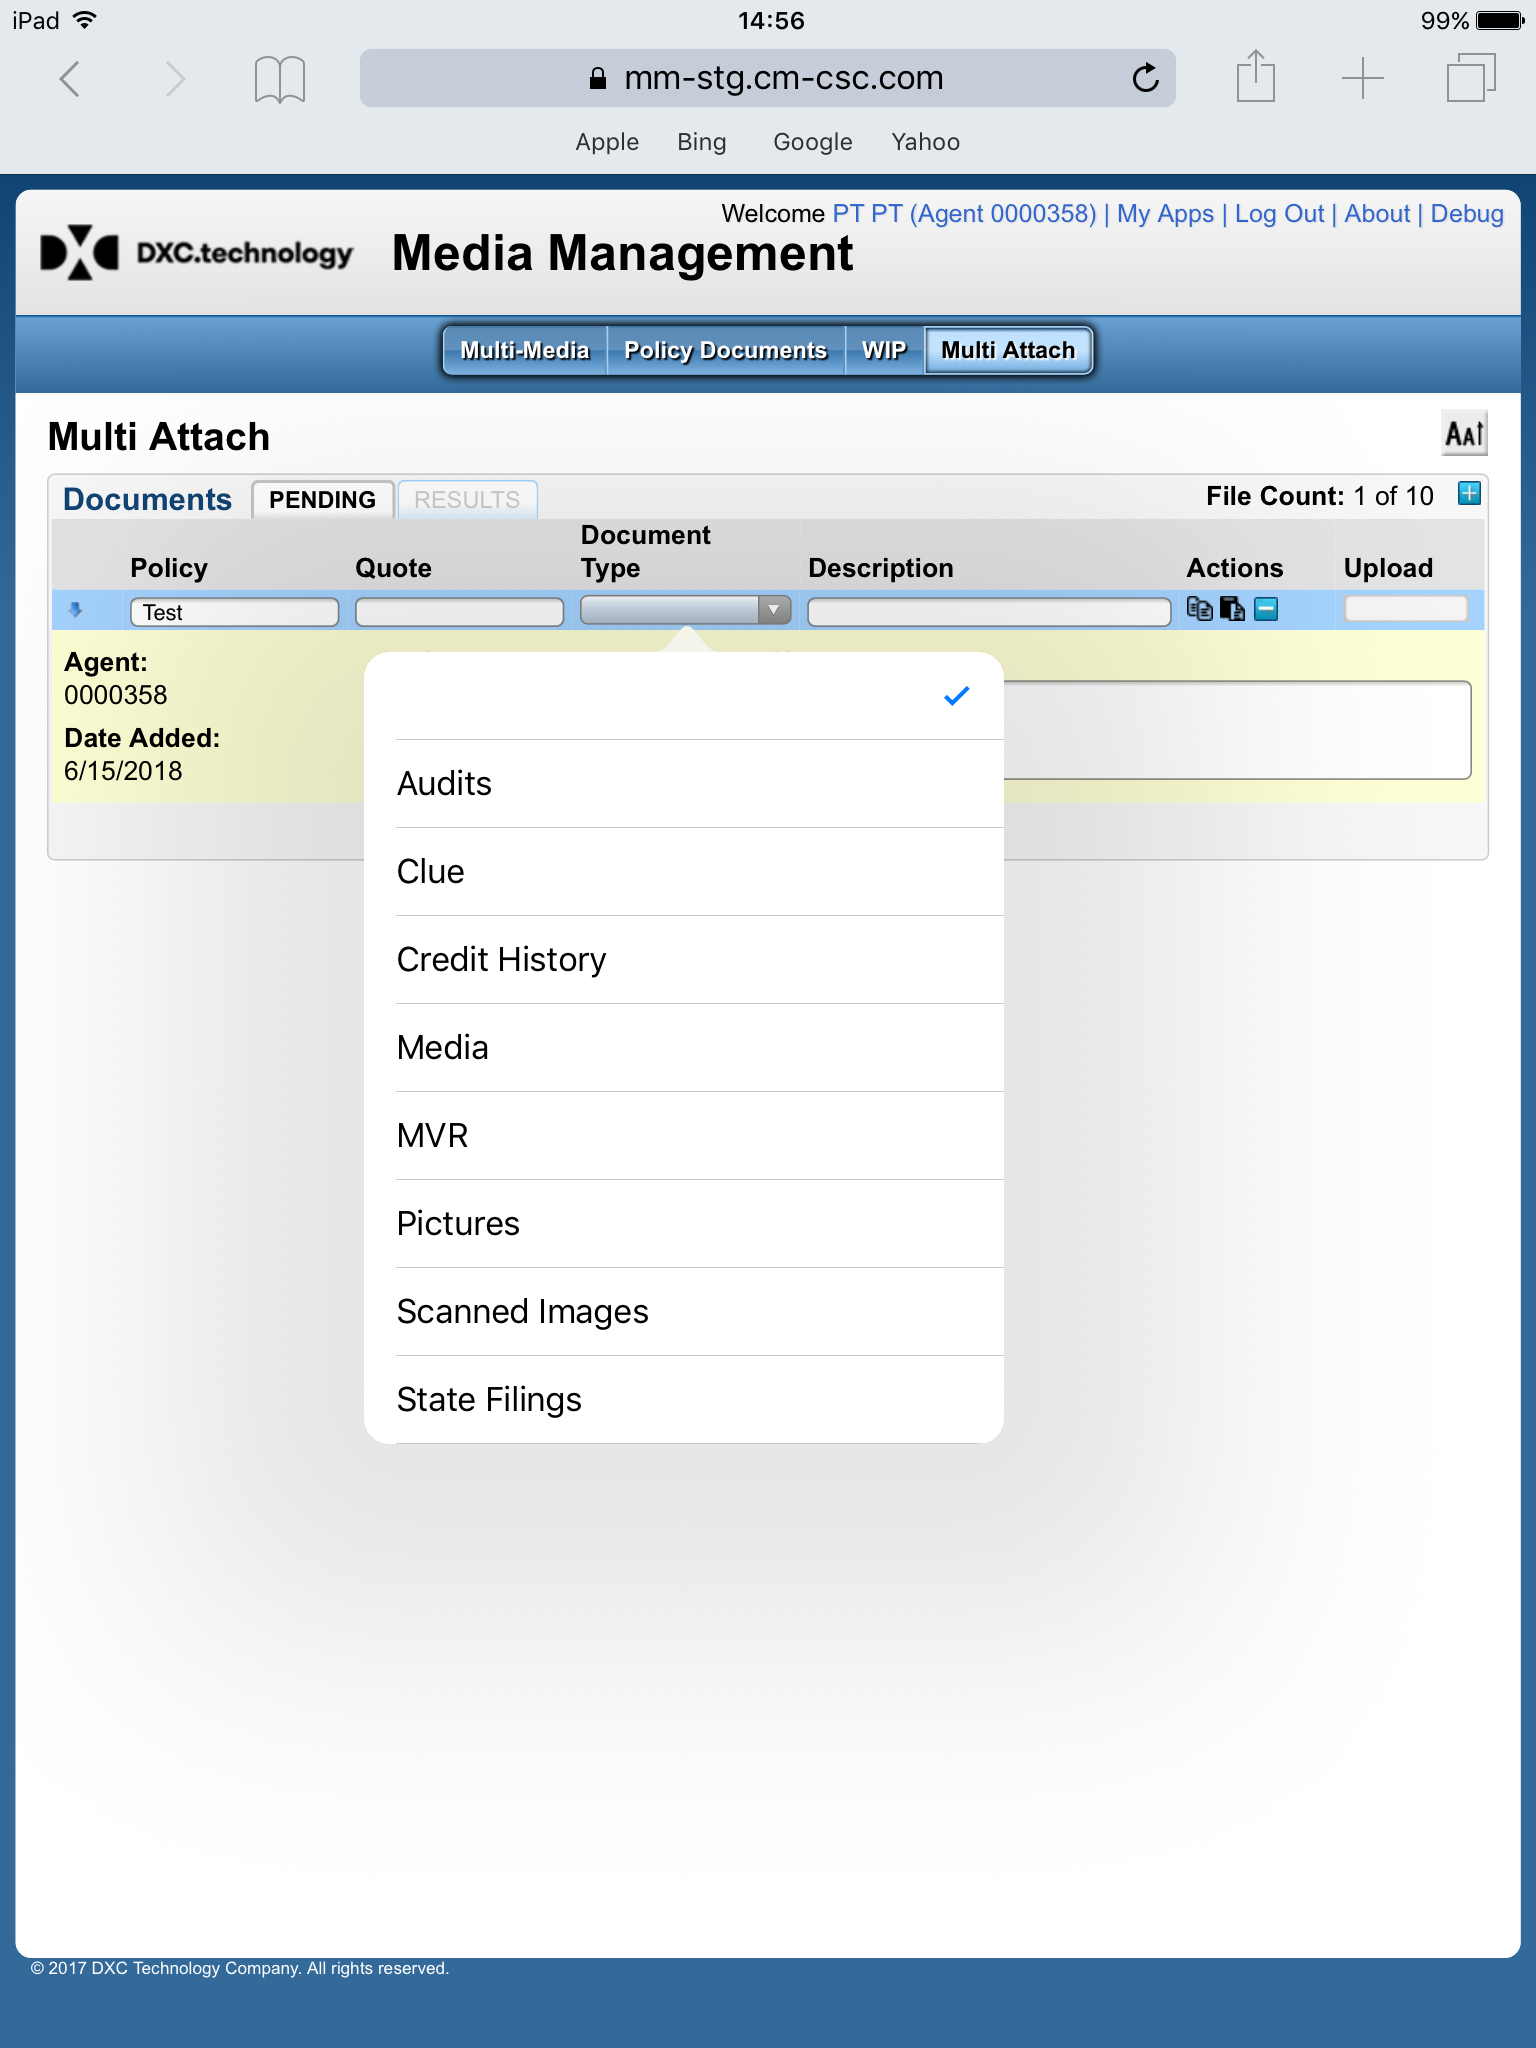 iPad 14:56 99%
mm-stg.cm-csc.com
Apple Bing Google Yahoo
Welcome PT PT (Agent 0000358) | My Apps | Log Out | About | Debug
DXC.technology Media Management
Multi-Media Policy Documents WIP Multi Attach
Multi Attach
AA
Documents PENDING RESULTS File Count: 1 of 10
Policy Quote Document Type Description Actions Upload
Test
Agent:
0000358
Date Added:
6/15/2018
Audits
Clue
Credit History
Media
MVR
Pictures
Scanned Images
State Filings
© 2017 DXC Technology Company. All rights reserved.